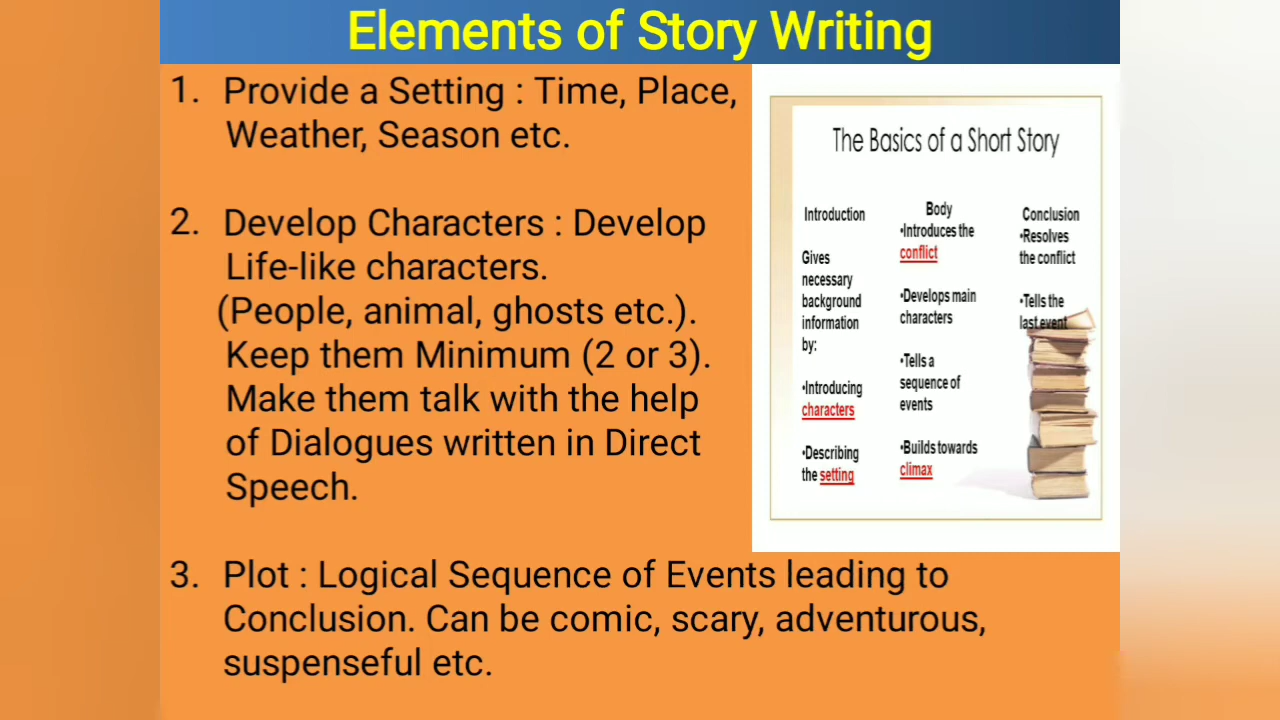 Elements of Story Writing
1. Provide a Setting : Time, Place,
Weather, Season etc.
2. Develop Characters : Develop
Life-like characters.
(People, animal, ghosts etc.).
Keep them Minimum (2 or 3).
Make them talk with the help
of Dialogues written in Direct
Speech.
3. Plot : Logical Sequence of Events leading to
Conclusion. Can be comic, scary, adventurous,
suspenseful etc.
The Basics of a Short Story
Introduction
Gives
necessary
background
information
by:
•Introducing
characters
•Describing
the setting
Body
•Introduces the
conflict
•Develops main
characters
•Tells a
sequence of
events
•Builds towards
climax
Conclusion
•Resolves
the conflict
•Tells the
last event